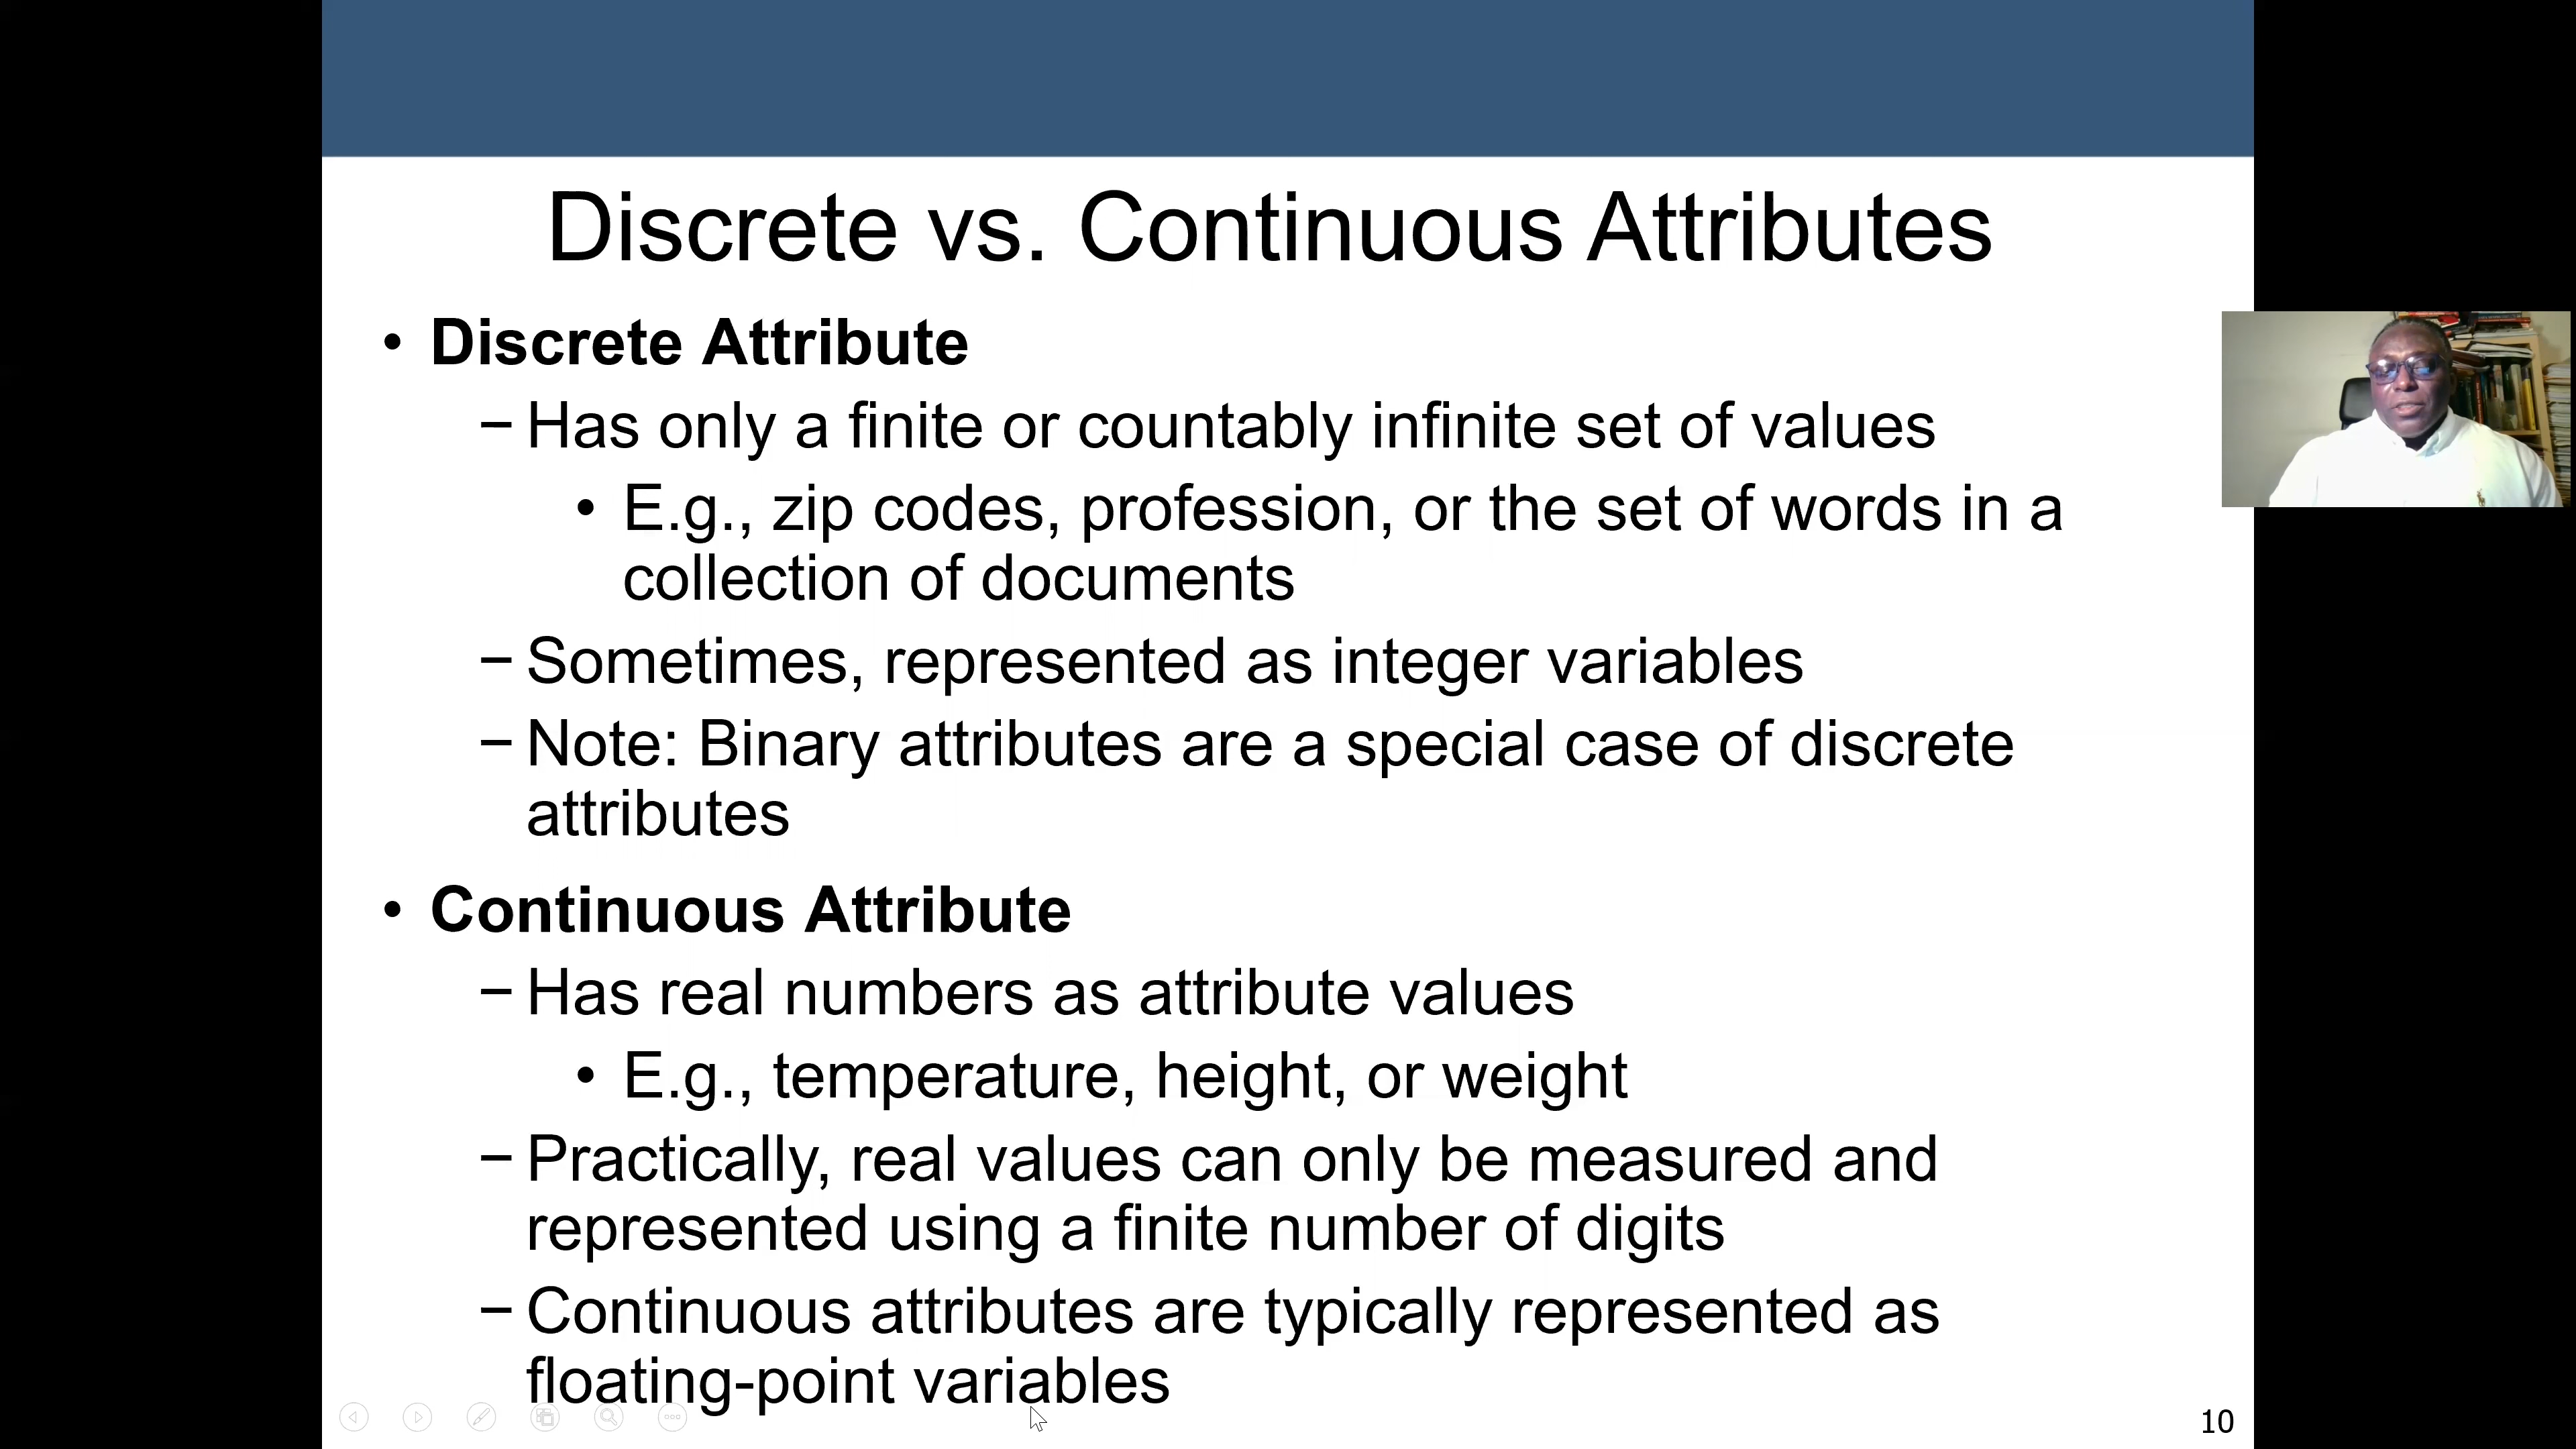 Discrete vs. Continuous Attributes
• Discrete Attribute
− Has only a finite or countably infinite set of values
• E.g., zip codes, profession, or the set of words in a
collection of documents
− Sometimes, represented as integer variables
− Note: Binary attributes are a special case of discrete
attributes
• Continuous Attribute
− Has real numbers as attribute values
• E.g., temperature, height, or weight
− Practically, real values can only be measured and
represented using a finite number of digits
− Continuous attributes are typically represented as
floating-point variables
10